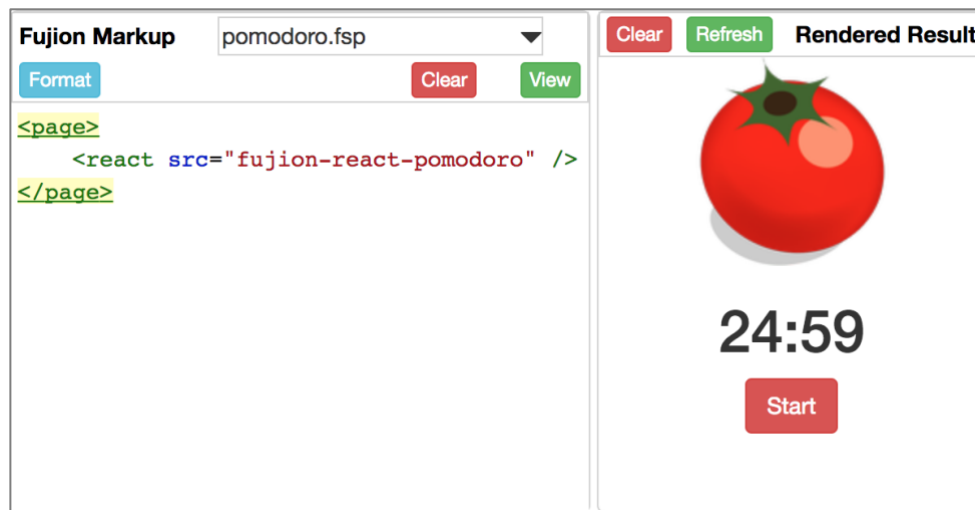 Fujion Markup pomodoro.fsp
Format Clear View
<page>
    <react src="fujion-react-pomodoro" />
</page>
Clear Refresh Rendered Result
24:59
Start